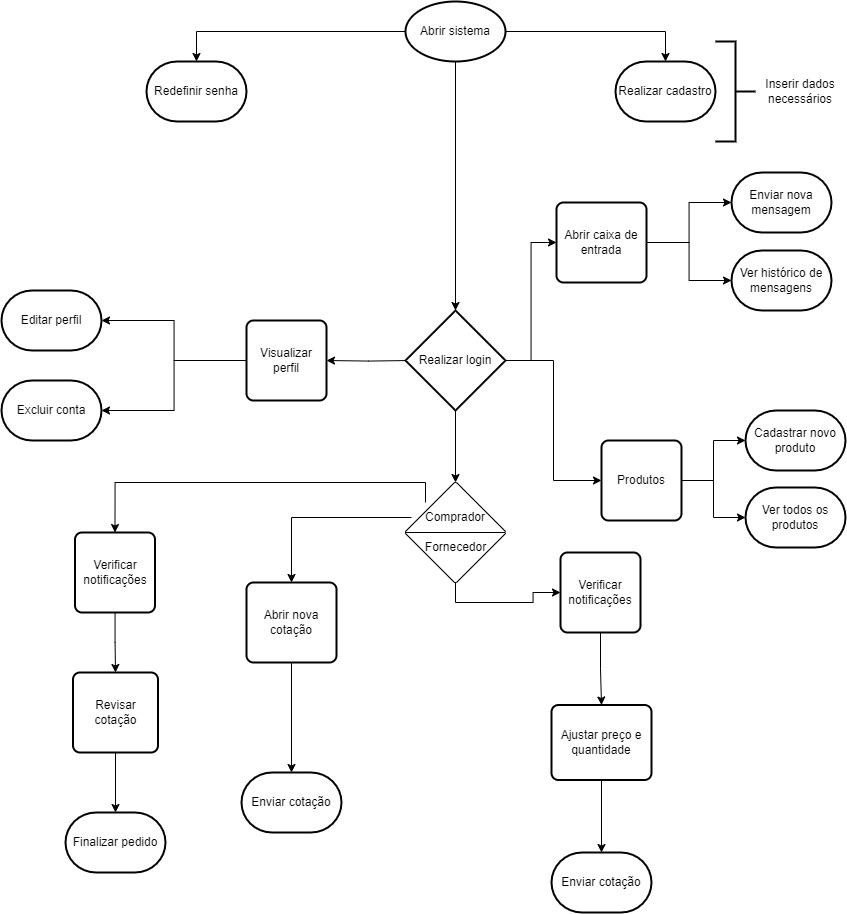 Abrir sistema
Redefinir senha
Realizar cadastro
Inserir dados
necessários
Enviar nova
mensagem
Abrir caixa de
entrada
Ver histórico de
mensagens
Editar perfil
Visualizar
perfil
Realizar login
Excluir conta
Cadastrar novo
produto
Produtos
Ver todos os
produtos
Comprador
Fornecedor
Verificar
notificações
Abrir nova
cotação
Verificar
notificações
Revisar
cotação
Ajustar preço e
quantidade
Enviar cotação
Finalizar pedido
Enviar cotação